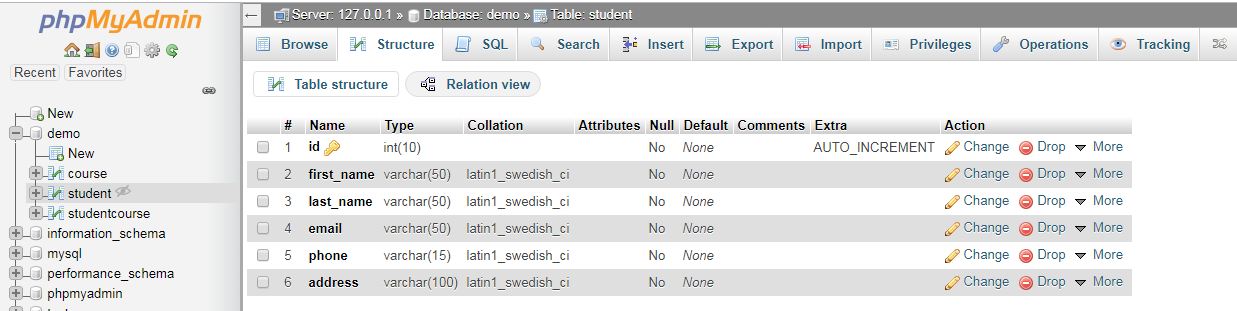 phpMyAdmin
Recent Favorites
New
demo
New
course
student
studentcourse
information_schema
mysql
performance_schema
phpmyadmin
← Server: 127.0.0.1 » Database: demo » Table: student
Browse Structure SQL Search Insert Export Import Privileges Operations Tracking
Table structure Relation view
# Name Type Collation Attributes Null Default Comments Extra Action
1 id int(10) No None AUTO_INCREMENT Change Drop More
2 first_name varchar(50) latin1_swedish_ci No None Change Drop More
3 last_name varchar(50) latin1_swedish_ci No None Change Drop More
4 email varchar(50) latin1_swedish_ci No None Change Drop More
5 phone varchar(15) latin1_swedish_ci No None Change Drop More
6 address varchar(100) latin1_swedish_ci No None Change Drop More